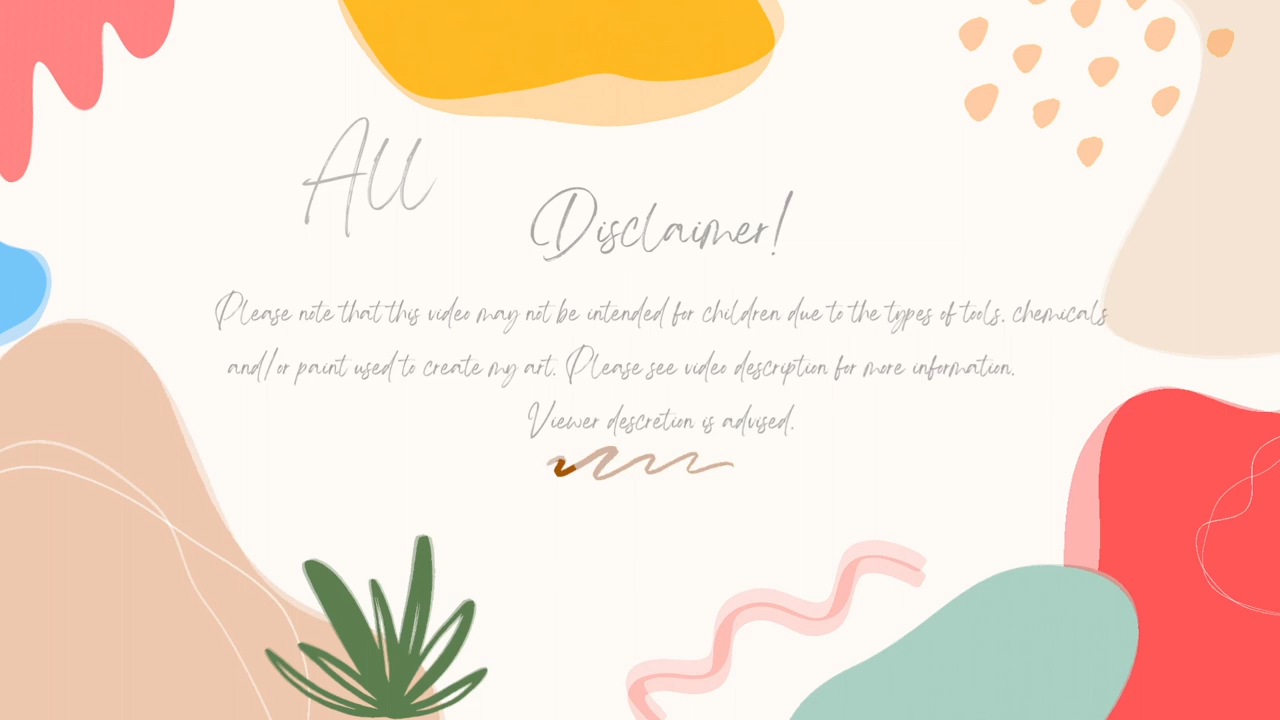 All
Disclaimer!
Please note that this video may not be intended for children due to the types of tools, chemicals
and/or paint used to create my art. Please see video description for more information.
Viewer descretion is advised.